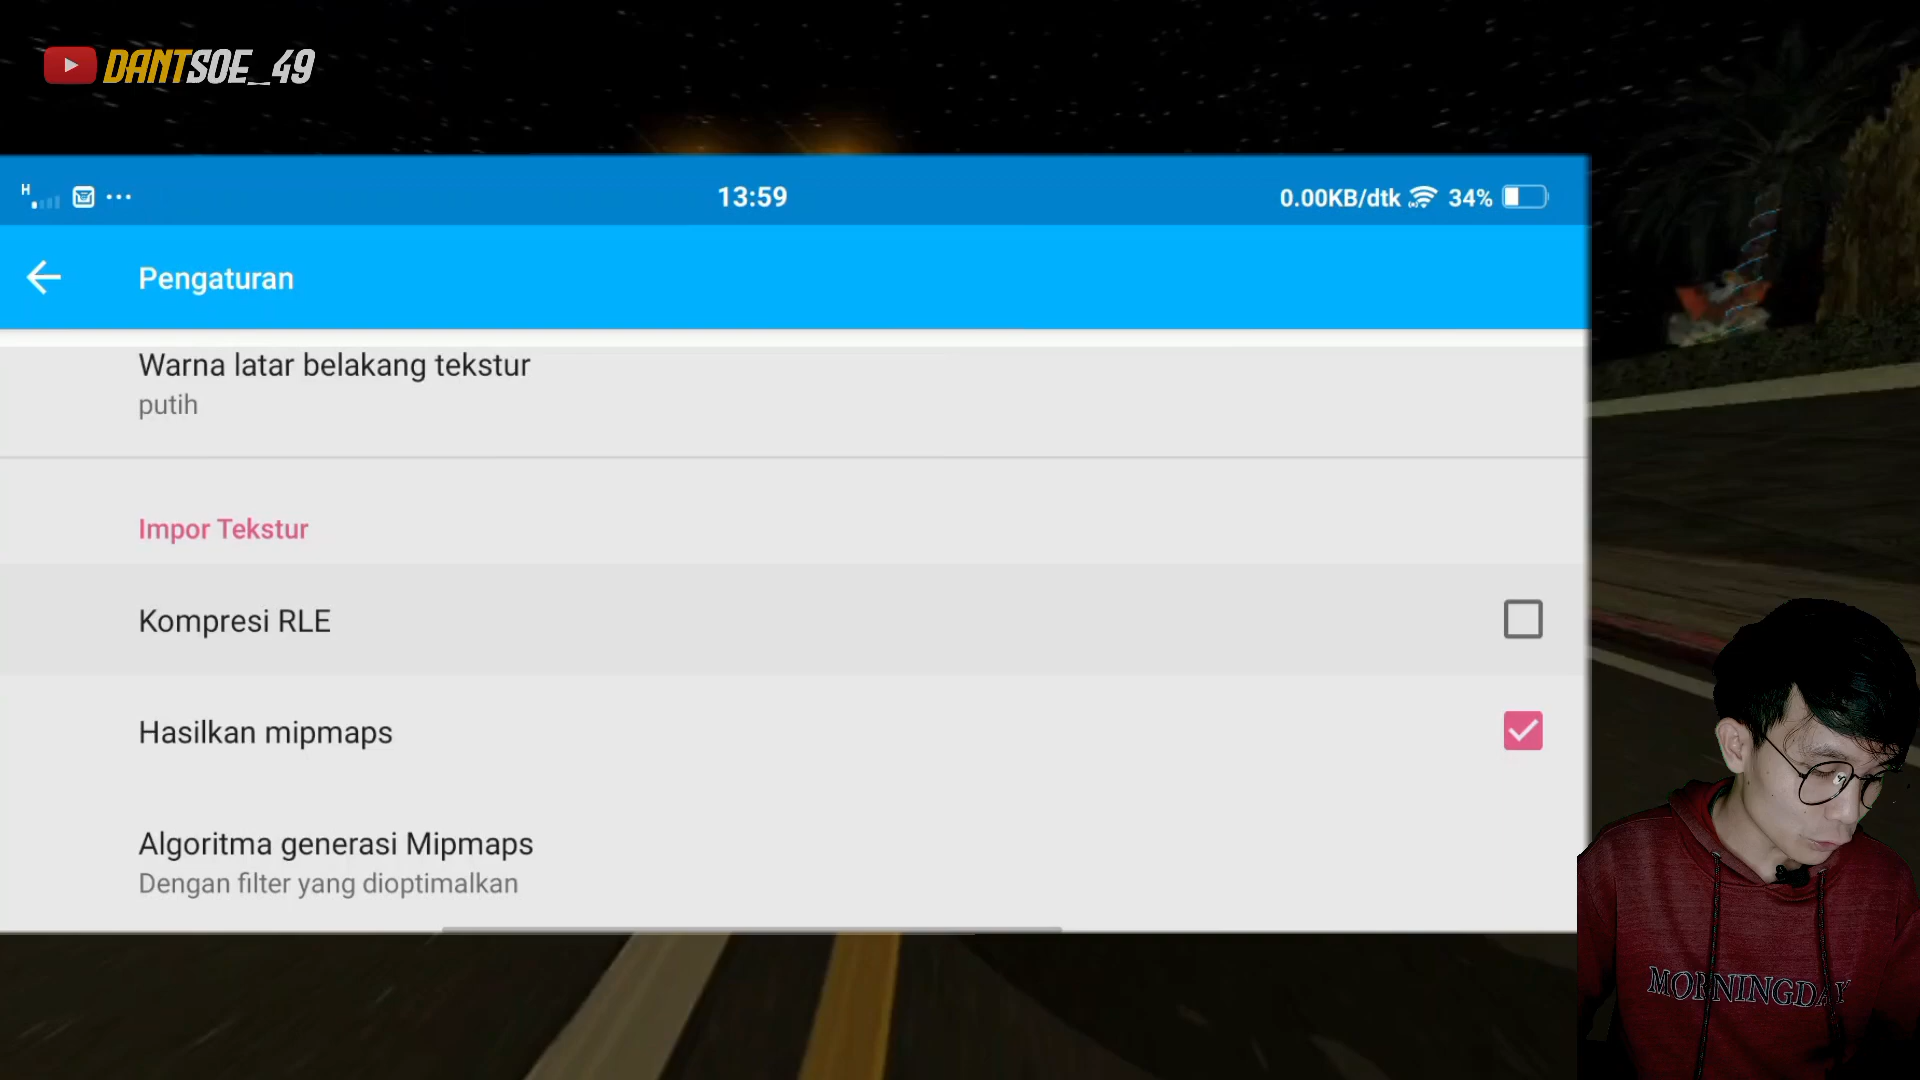 DANTSOE_49
H
13:59
0.00KB/dtk 34%
Pengaturan
Warna latar belakang tekstur
putih
Impor Tekstur
Kompresi RLE
Hasilkan mipmaps
Algoritma generasi Mipmaps
Dengan filter yang dioptimalkan
MORNINGDAY